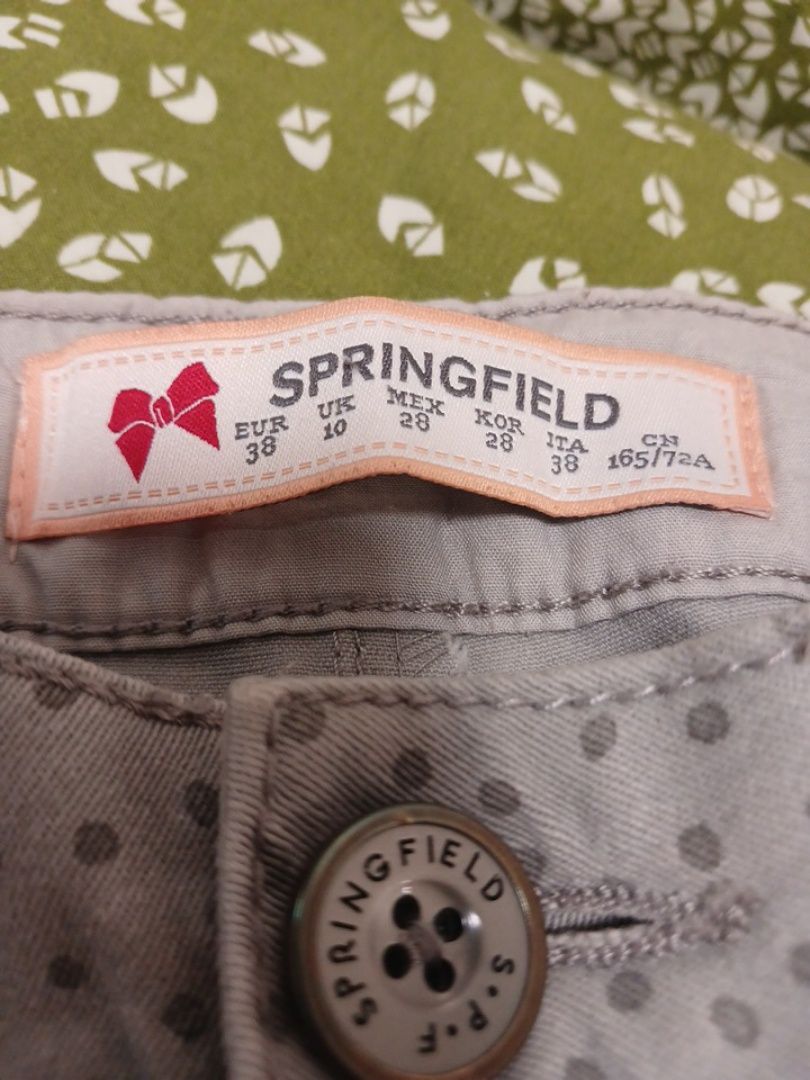 SPRINGFIELD
EUR UK MEX KOR ITA CN
38 10 28 28 38 165/72A
SPRINGFIELD
S·P·F